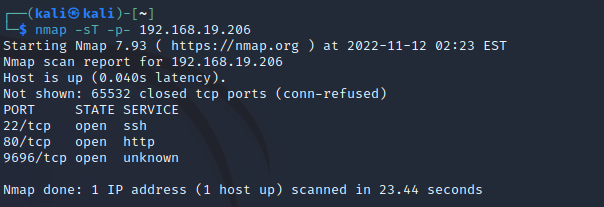 ┌──(kali㉿kali)-[~]
└─$ nmap -sT -p- 192.168.19.206
Starting Nmap 7.93 ( https://nmap.org ) at 2022-11-12 02:23 EST
Nmap scan report for 192.168.19.206
Host is up (0.040s latency).
Not shown: 65532 closed tcp ports (conn-refused)
PORT     STATE SERVICE
22/tcp   open  ssh
80/tcp   open  http
9696/tcp open  unknown
Nmap done: 1 IP address (1 host up) scanned in 23.44 seconds